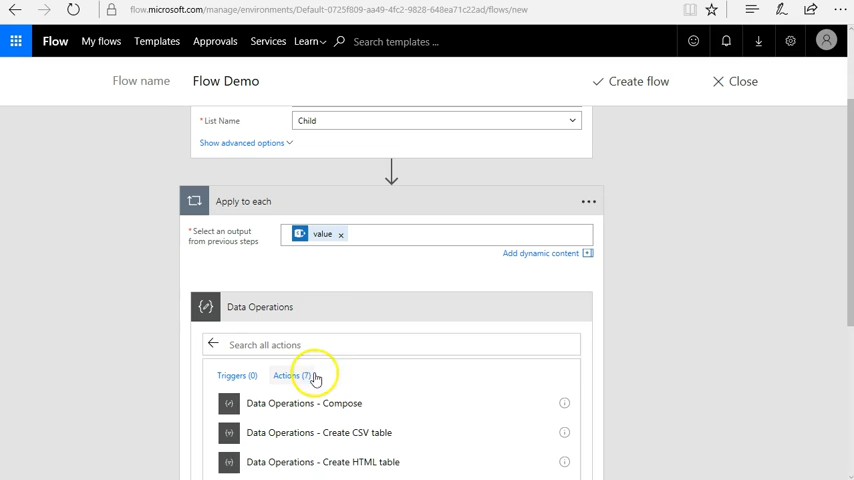 flow.microsoft.com/manage/environments/Default-0725f809-aa49-4fc2-9828-648ea71c22ad/flows/new
Flow My flows Templates Approvals Services Learn Search templates ...
Flow name Flow Demo Create flow Close
* List Name Child
Show advanced options
Apply to each
* Select an output
from previous steps
value x
Add dynamic content
Data Operations
Search all actions
Triggers (0) Actions (7)
Data Operations - Compose
Data Operations - Create CSV table
Data Operations - Create HTML table